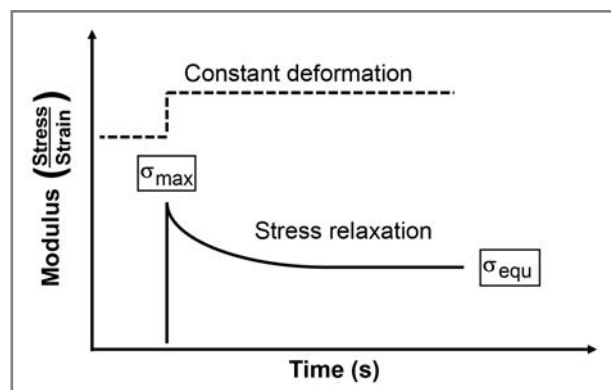 Constant deformation
σmax
Stress relaxation
σequ
Modulus (Stress/Strain)
Time (s)